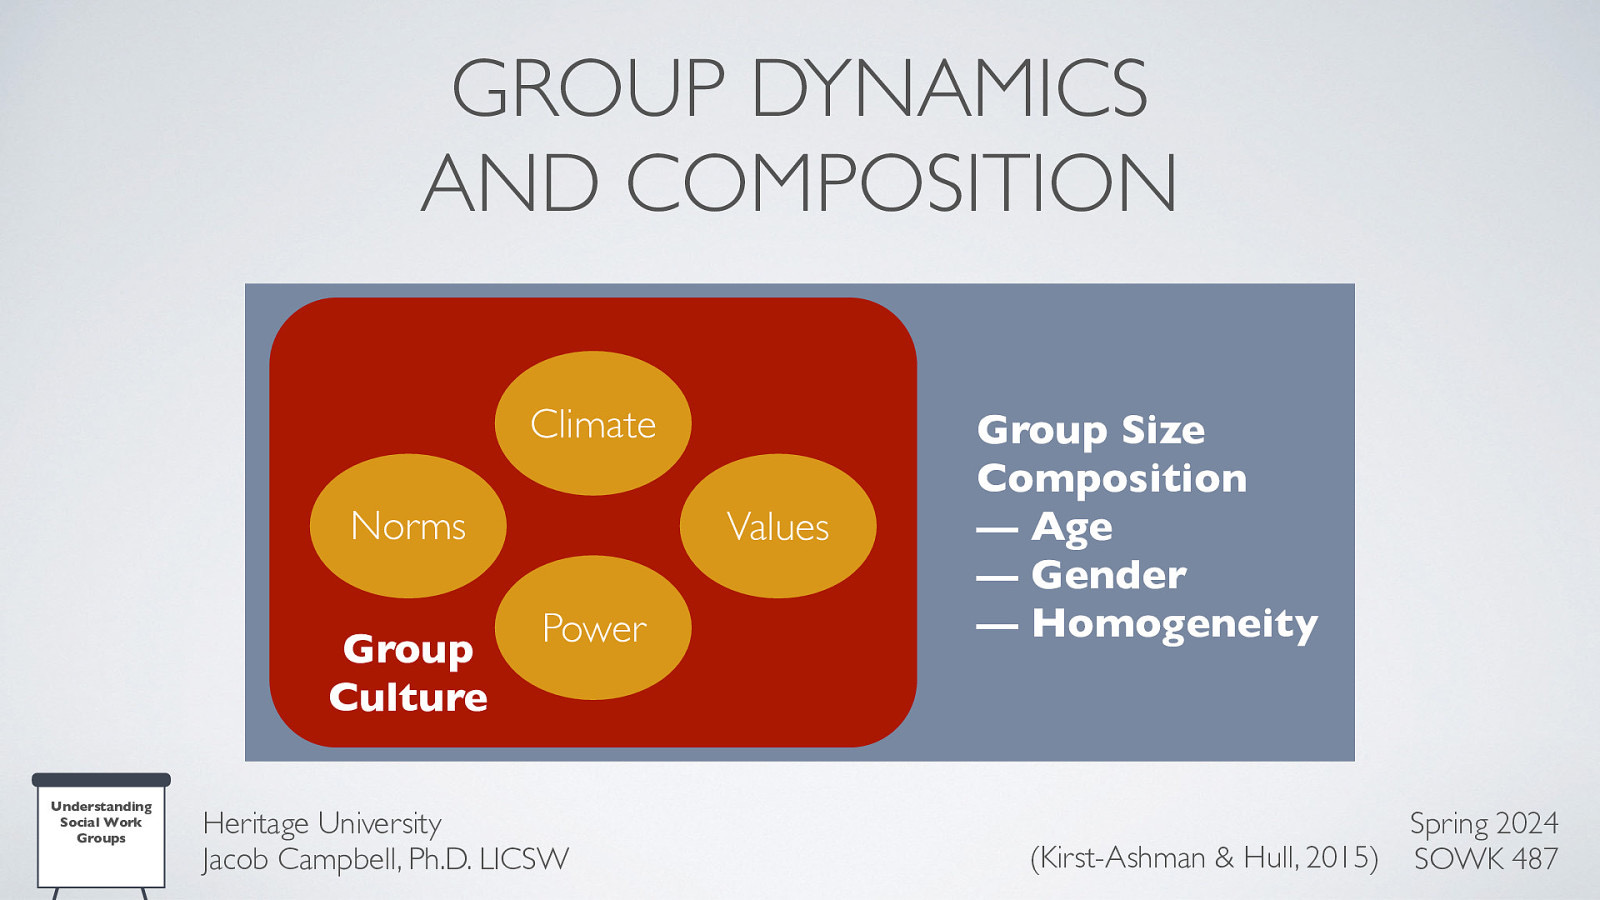 GROUP DYNAMICS
AND COMPOSITION
Climate
Norms
Values
Power
Group
Culture
Group Size
Composition
— Age
— Gender
— Homogeneity
Understanding
Social Work
Groups
Heritage University
Jacob Campbell, Ph.D. LICSW
(Kirst-Ashman & Hull, 2015)
Spring 2024
SOWK 487